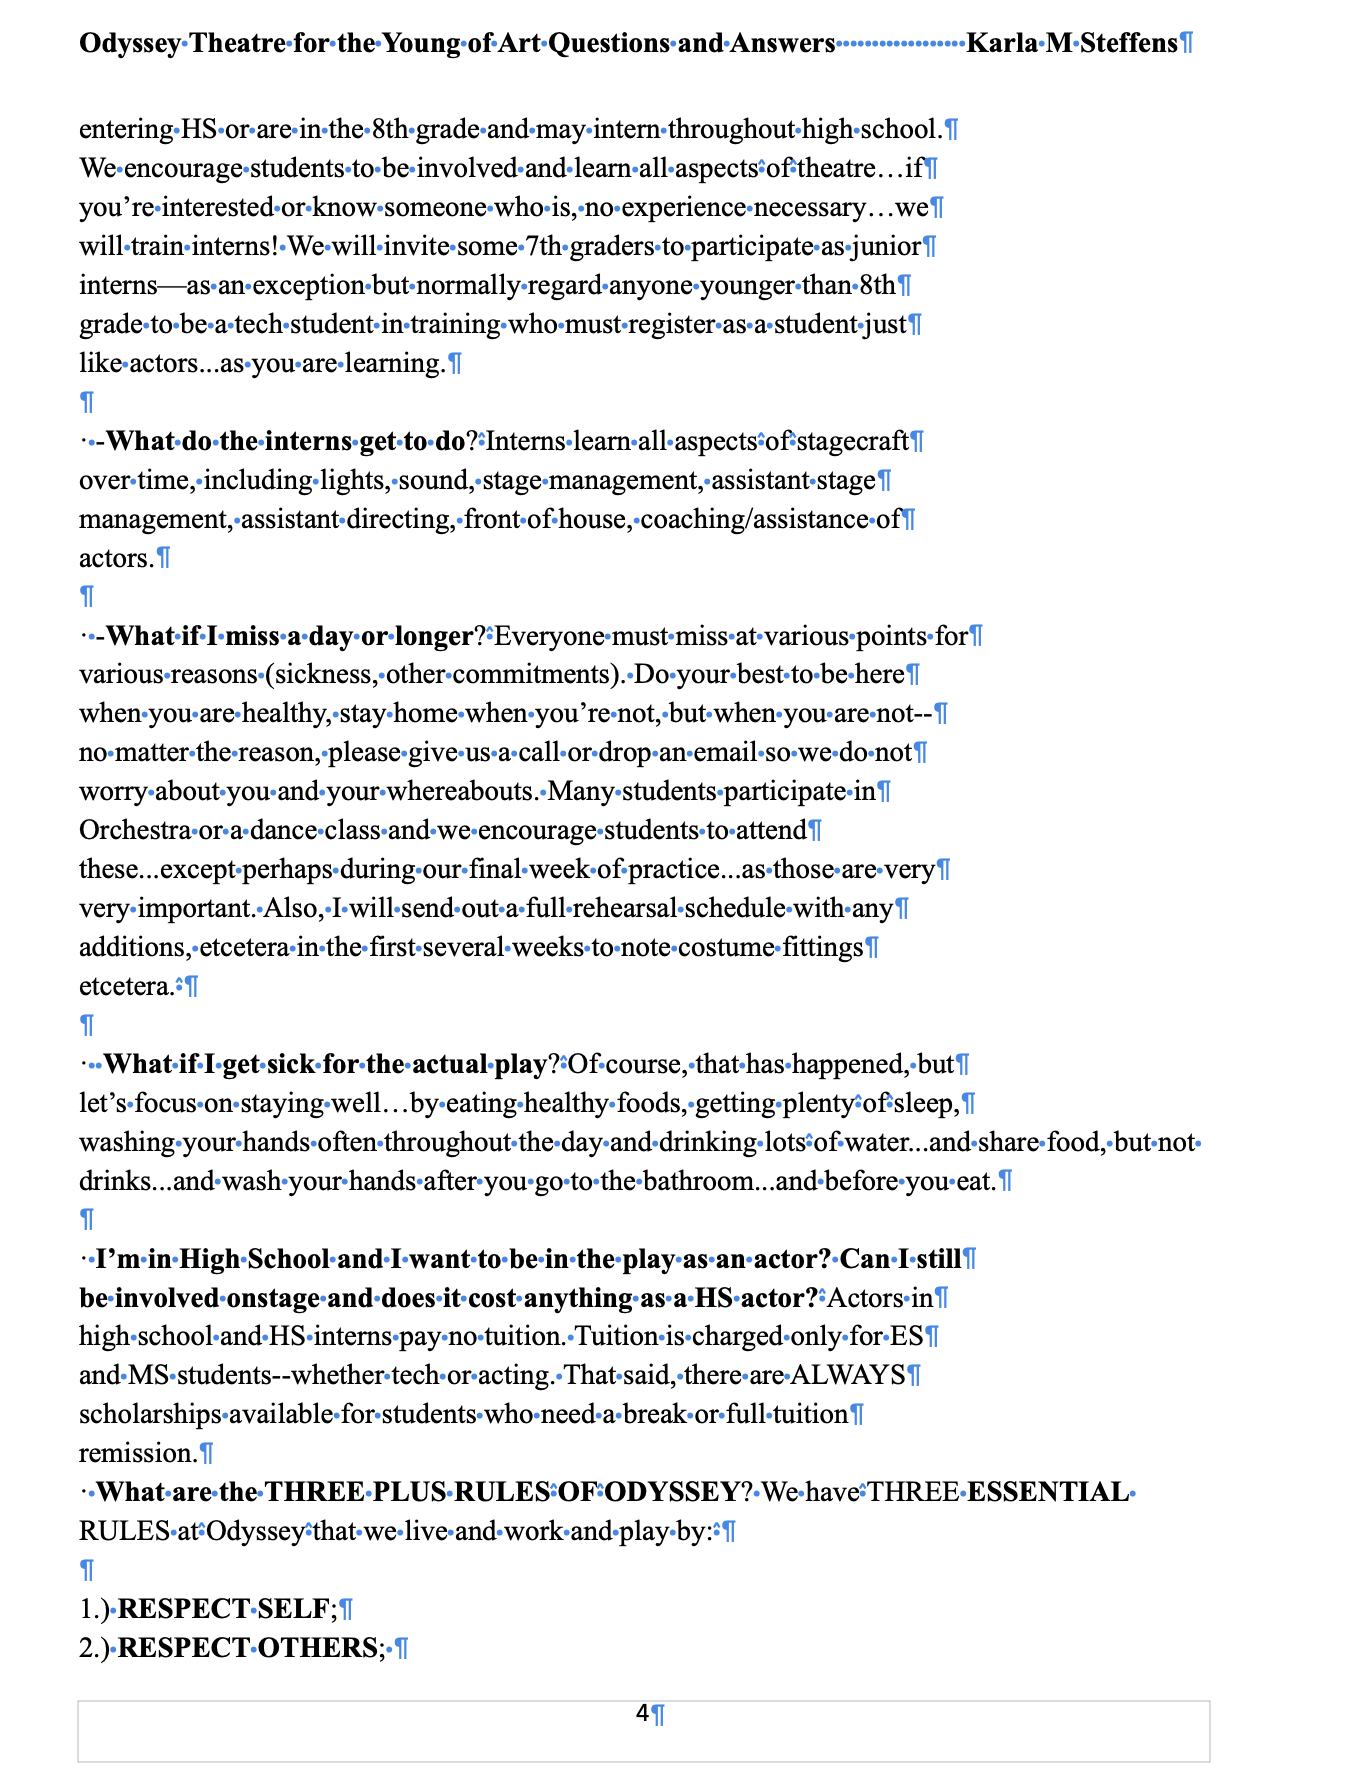 Odyssey Theatre for the Young of Art Questions and Answers                  Karla M Steffens¶
entering HS or are in the 8th grade and may intern throughout high school.¶
We encourage students to be involved and learn all aspects of theatre…if¶
you’re interested or know someone who is, no experience necessary…we¶
will train interns! We will invite some 7th graders to participate as junior¶
interns—as an exception but normally regard anyone younger than 8th¶
grade to be a tech student in training who must register as a student just¶
like actors...as you are learning.¶
¶
· -What do the interns get to do? Interns learn all aspects of stagecraft¶
over time, including lights, sound, stage management, assistant stage¶
management, assistant directing, front of house, coaching/assistance of¶
actors.¶
¶
· -What if I miss a day or longer? Everyone must miss at various points for¶
various reasons (sickness, other commitments). Do your best to be here¶
when you are healthy, stay home when you’re not, but when you are not--¶
no matter the reason, please give us a call or drop an email so we do not¶
worry about you and your whereabouts. Many students participate in¶
Orchestra or a dance class and we encourage students to attend¶
these...except perhaps during our final week of practice...as those are very¶
very important. Also, I will send out a full rehearsal schedule with any¶
additions, etcetera in the first several weeks to note costume fittings¶
etcetera. ¶
¶
·  What if I get sick for the actual play? Of course, that has happened, but¶
let’s focus on staying well…by eating healthy foods, getting plenty of sleep,¶
washing your hands often throughout the day and drinking lots of water...and share food, but not
drinks...and wash your hands after you go to the bathroom...and before you eat.¶
¶
· I’m in High School and I want to be in the play as an actor? Can I still¶
be involved onstage and does it cost anything as a HS actor? Actors in¶
high school and HS interns pay no tuition. Tuition is charged only for ES¶
and MS students--whether tech or acting. That said, there are ALWAYS¶
scholarships available for students who need a break or full tuition¶
remission.¶
· What are the THREE PLUS RULES OF ODYSSEY? We have THREE ESSENTIAL
RULES at Odyssey that we live and work and play by: ¶
¶
1.) RESPECT SELF;¶
2.) RESPECT OTHERS; ¶
4¶